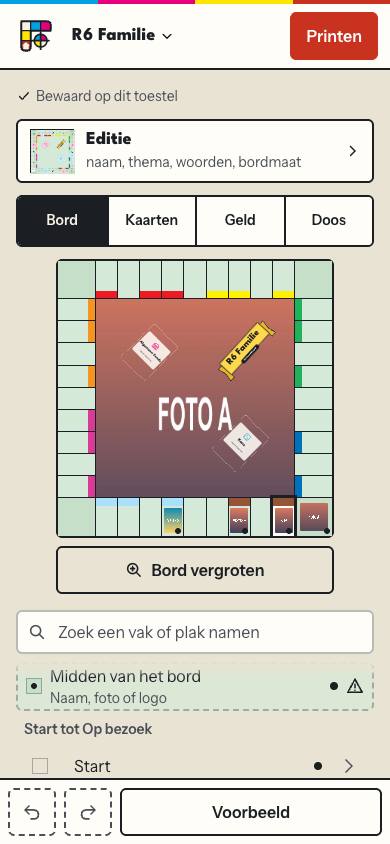 R6 Familie
Printen
Bewaard op dit toestel
Editie
naam, thema, woorden, bordmaat
Bord
Kaarten
Geld
Doos
R6 Familie
FOTO A
Bord vergroten
Zoek een vak of plak namen
Midden van het bord
Naam, foto of logo
Start tot Op bezoek
Start
Voorbeeld